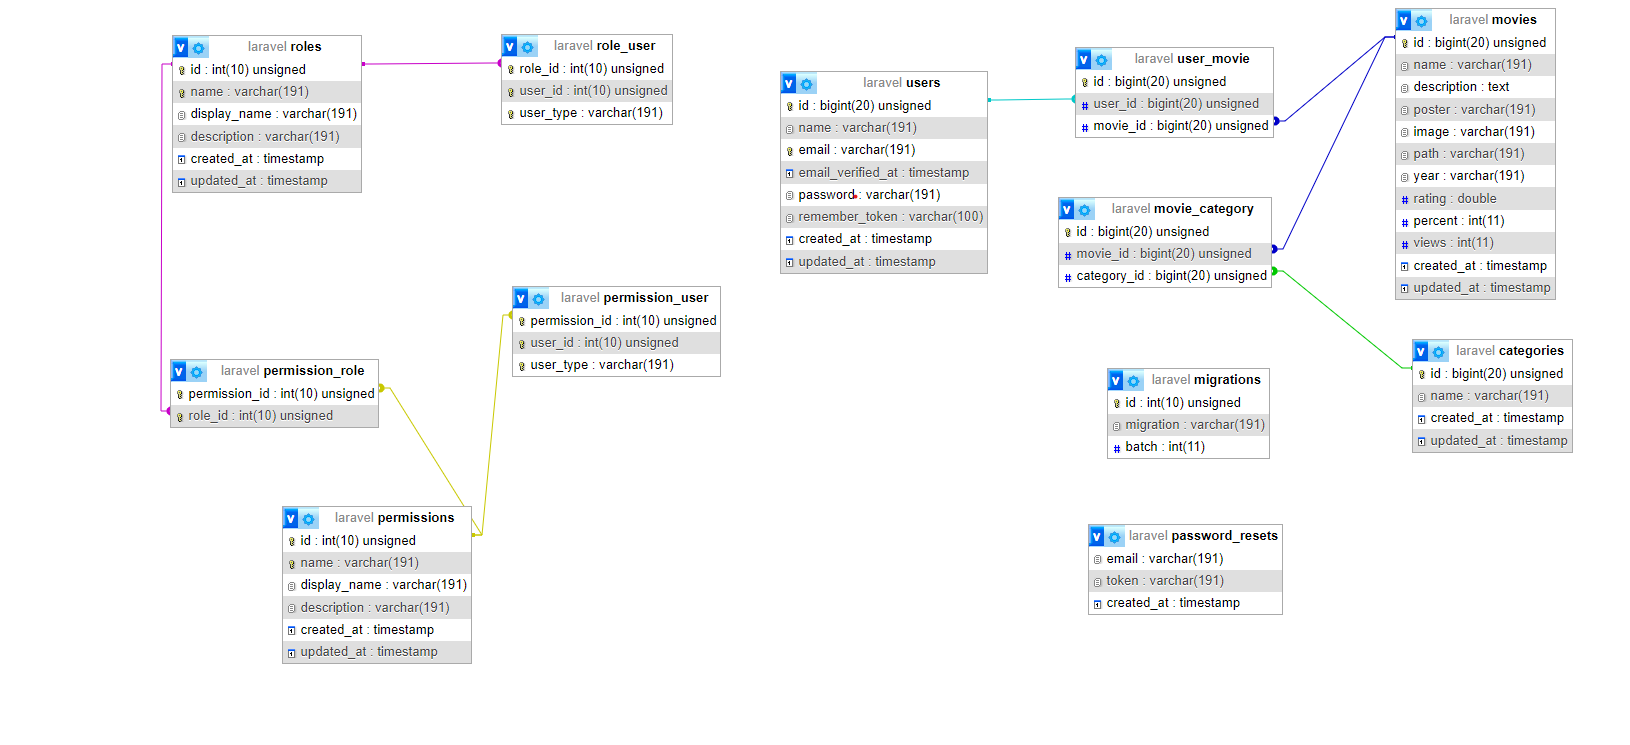 laravel roles
id : int(10) unsigned
name : varchar(191)
display_name : varchar(191)
description : varchar(191)
created_at : timestamp
updated_at : timestamp
laravel role_user
role_id : int(10) unsigned
user_id : int(10) unsigned
user_type : varchar(191)
laravel users
id : bigint(20) unsigned
name : varchar(191)
email : varchar(191)
email_verified_at : timestamp
password : varchar(191)
remember_token : varchar(100)
created_at : timestamp
updated_at : timestamp
laravel user_movie
id : bigint(20) unsigned
user_id : bigint(20) unsigned
movie_id : bigint(20) unsigned
laravel movies
id : bigint(20) unsigned
name : varchar(191)
description : text
poster : varchar(191)
image : varchar(191)
path : varchar(191)
year : varchar(191)
rating : double
percent : int(11)
views : int(11)
created_at : timestamp
updated_at : timestamp
laravel movie_category
id : bigint(20) unsigned
movie_id : bigint(20) unsigned
category_id : bigint(20) unsigned
laravel permission_user
permission_id : int(10) unsigned
user_id : int(10) unsigned
user_type : varchar(191)
laravel permission_role
permission_id : int(10) unsigned
role_id : int(10) unsigned
laravel migrations
id : int(10) unsigned
migration : varchar(191)
batch : int(11)
laravel categories
id : bigint(20) unsigned
name : varchar(191)
created_at : timestamp
updated_at : timestamp
laravel permissions
id : int(10) unsigned
name : varchar(191)
display_name : varchar(191)
description : varchar(191)
created_at : timestamp
updated_at : timestamp
laravel password_resets
email : varchar(191)
token : varchar(191)
created_at : timestamp